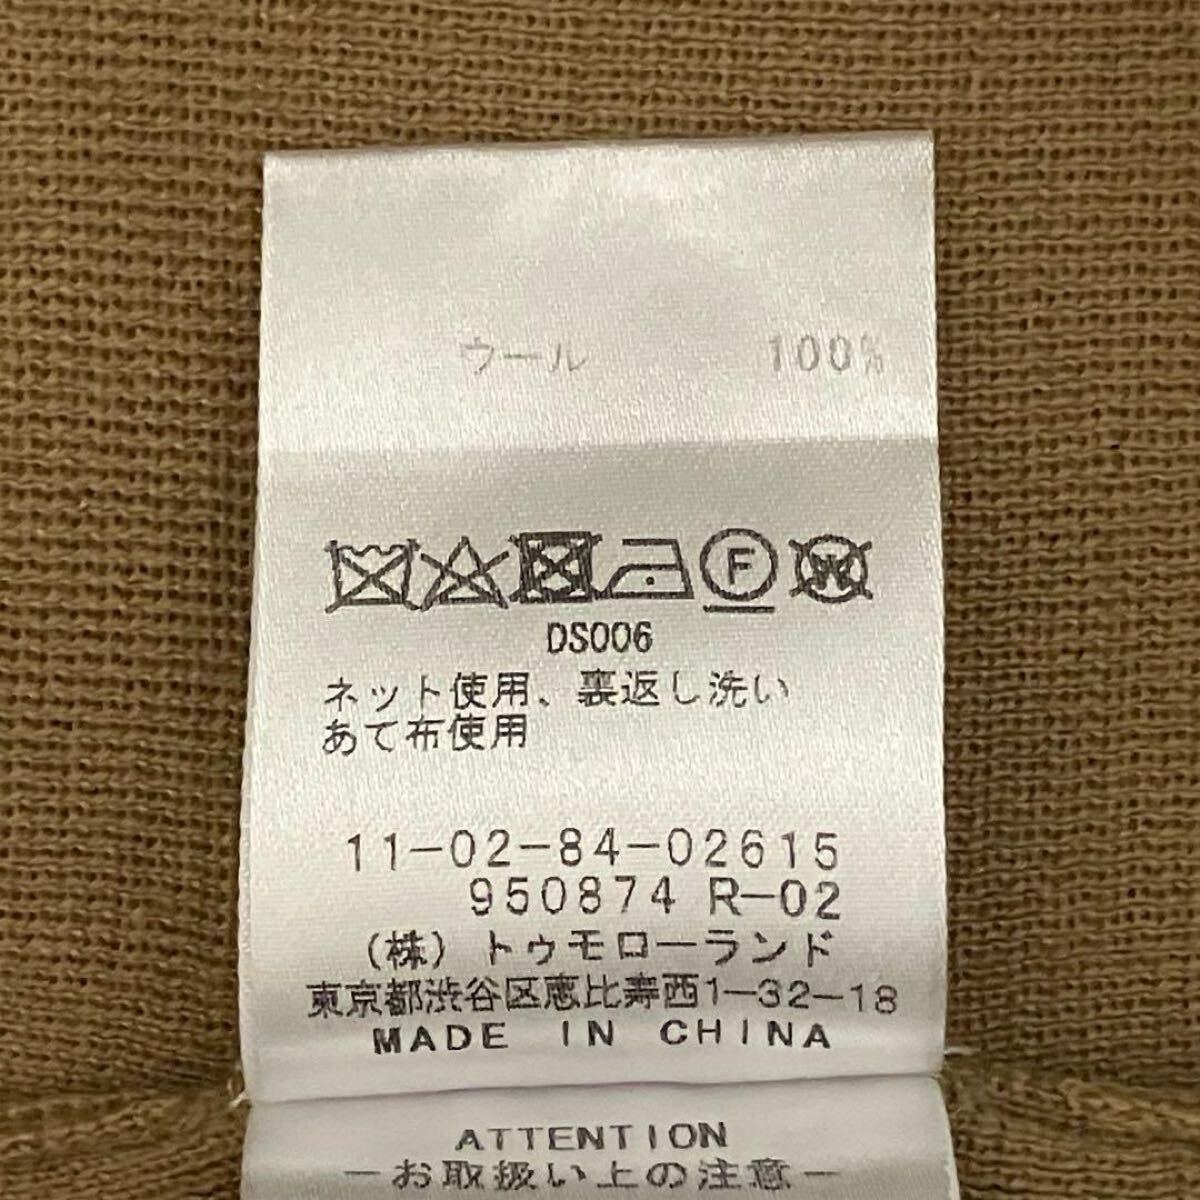 ウール 100%
F W
DS006
ネット使用、裏返し洗い
あて布使用
11-02-84-02615
950874 R-02
(株)トゥモローランド
東京都渋谷区恵比寿西1-32-18
MADE IN CHINA
ATTENTION
-お取扱い上の注意-